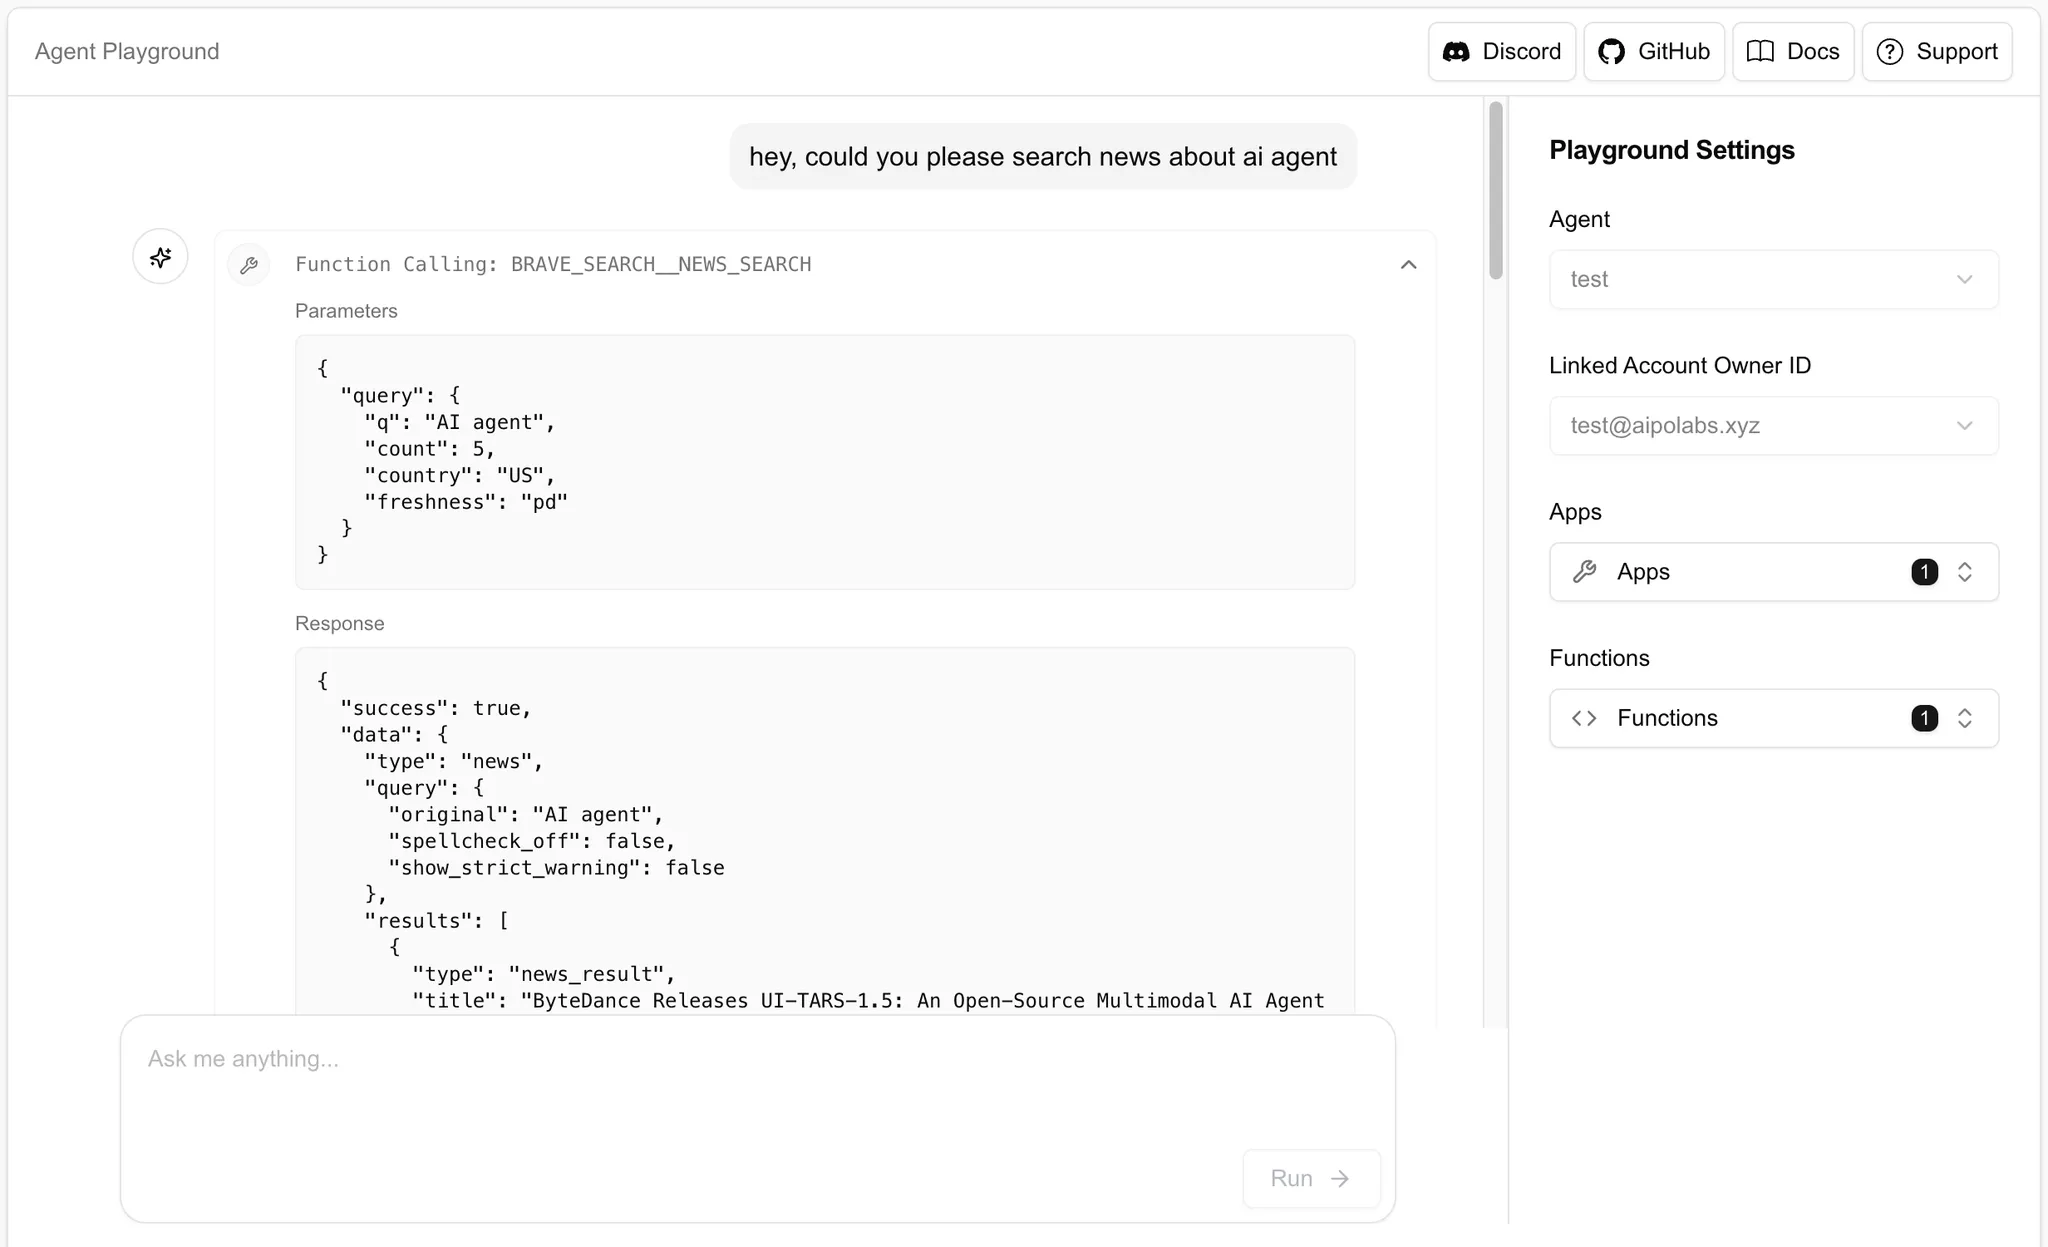 Agent Playground
Discord
GitHub
Docs
Support
hey, could you please search news about ai agent
Function Calling: BRAVE_SEARCH__NEWS_SEARCH
Parameters
{
  "query": {
    "q": "AI agent",
    "count": 5,
    "country": "US",
    "freshness": "pd"
  }
}
Response
{
  "success": true,
  "data": {
    "type": "news",
    "query": {
      "original": "AI agent",
      "spellcheck_off": false,
      "show_strict_warning": false
    },
    "results": [
      {
        "type": "news_result",
        "title": "ByteDance Releases UI-TARS-1.5: An Open-Source Multimodal AI Agent
Ask me anything...
Run
Playground Settings
Agent
test
Linked Account Owner ID
test@aipolabs.xyz
Apps
Apps
1
Functions
Functions
1